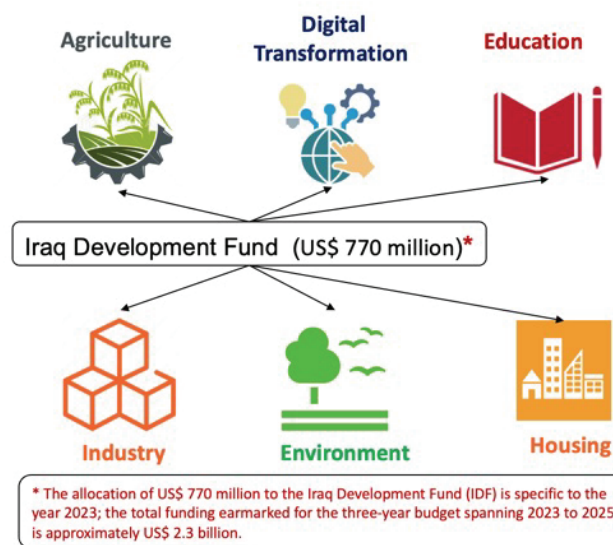 Agriculture
Digital
Transformation
Education
Iraq Development Fund (US$ 770 million)*
Industry
Environment
Housing
* The allocation of US$ 770 million to the Iraq Development Fund (IDF) is specific to the
year 2023; the total funding earmarked for the three-year budget spanning 2023 to 2025
is approximately US$ 2.3 billion.